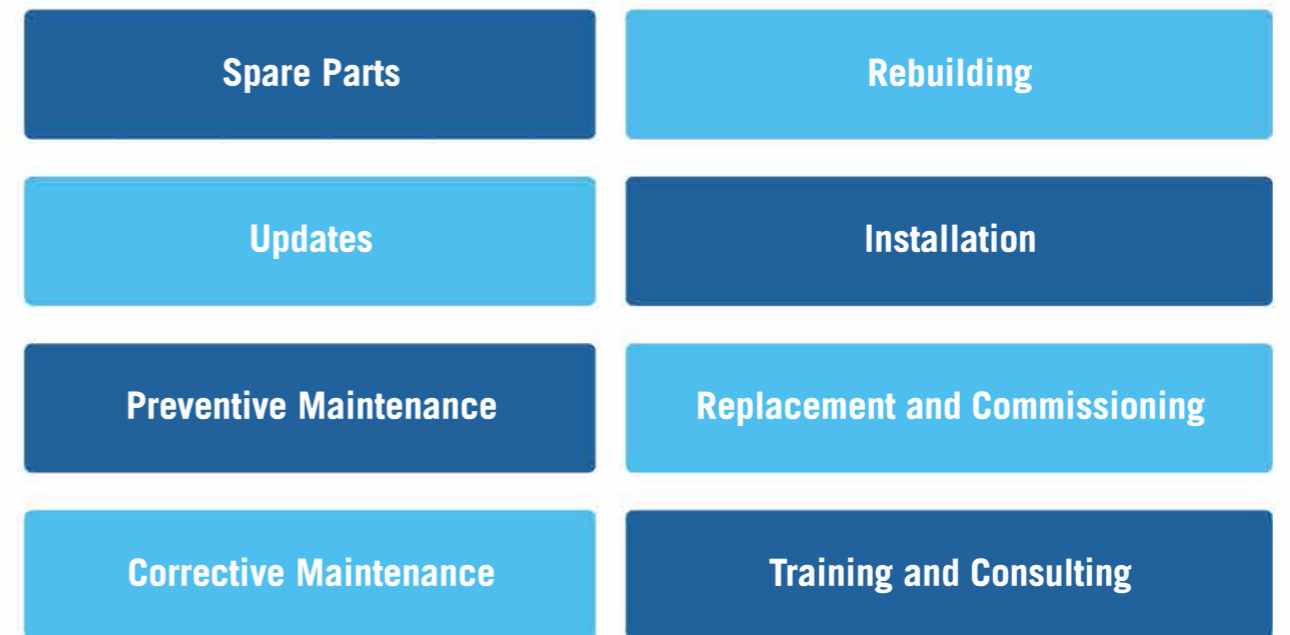 Spare Parts
Rebuilding
Updates
Installation
Preventive Maintenance
Replacement and Commissioning
Corrective Maintenance
Training and Consulting